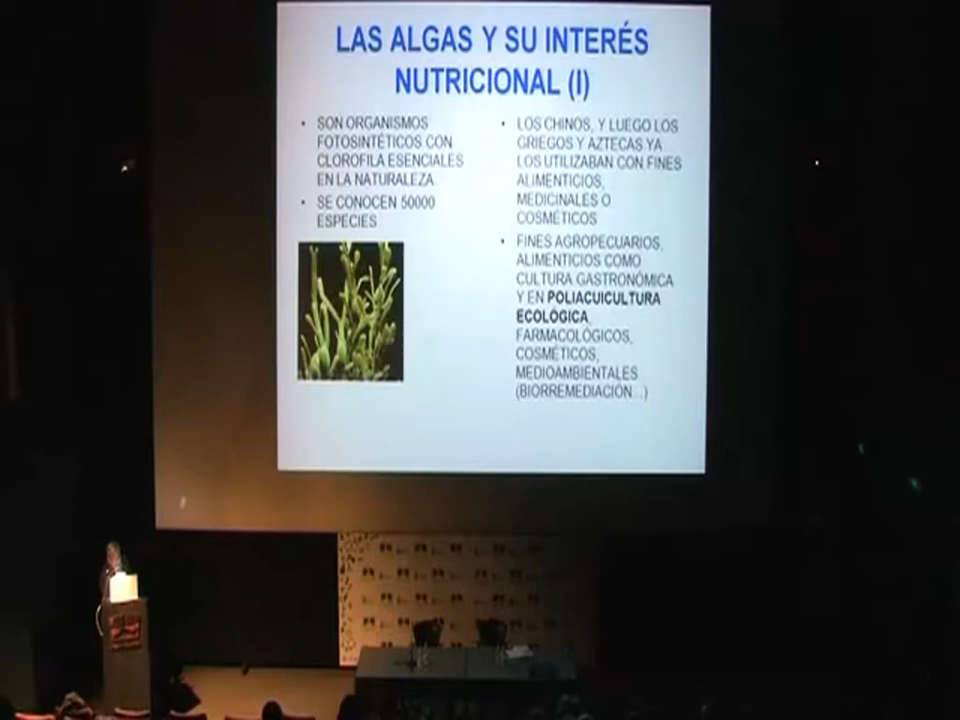 LAS ALGAS Y SU INTERÉS
NUTRICIONAL (I)
• SON ORGANISMOS
FOTOSINTÉTICOS CON
CLOROFILA ESENCIALES
EN LA NATURALEZA
• SE CONOCEN 50000
ESPECIES
• LOS CHINOS, Y LUEGO LOS
GRIEGOS Y AZTECAS YA
LOS UTILIZABAN CON FINES
ALIMENTICIOS,
MEDICINALES O
COSMÉTICOS
• FINES AGROPECUARIOS,
ALIMENTICIOS COMO
CULTURA GASTRONÓMICA
Y EN POLIACUICULTURA
ECOLÓGICA,
FARMACOLÓGICOS,
COSMÉTICOS,
MEDIOAMBIENTALES
(BIORREMEDIACIÓN...)